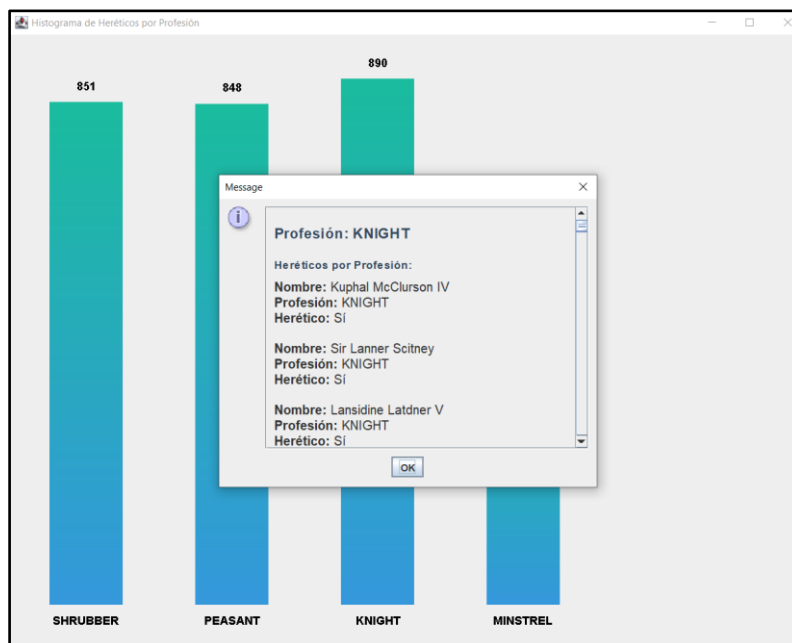 Histograma de Heréticos por Profesión
890
851
848
Message
Profesión: KNIGHT
Heréticos por Profesión:
Nombre: Kuphal McClurson IV
Profesión: KNIGHT
Herético: Sí
Nombre: Sir Lanner Scitney
Profesión: KNIGHT
Herético: Sí
Nombre: Lansidine Latdner V
Profesión: KNIGHT
Herético: Sí
OK
SHRUBBER PEASANT KNIGHT MINSTREL